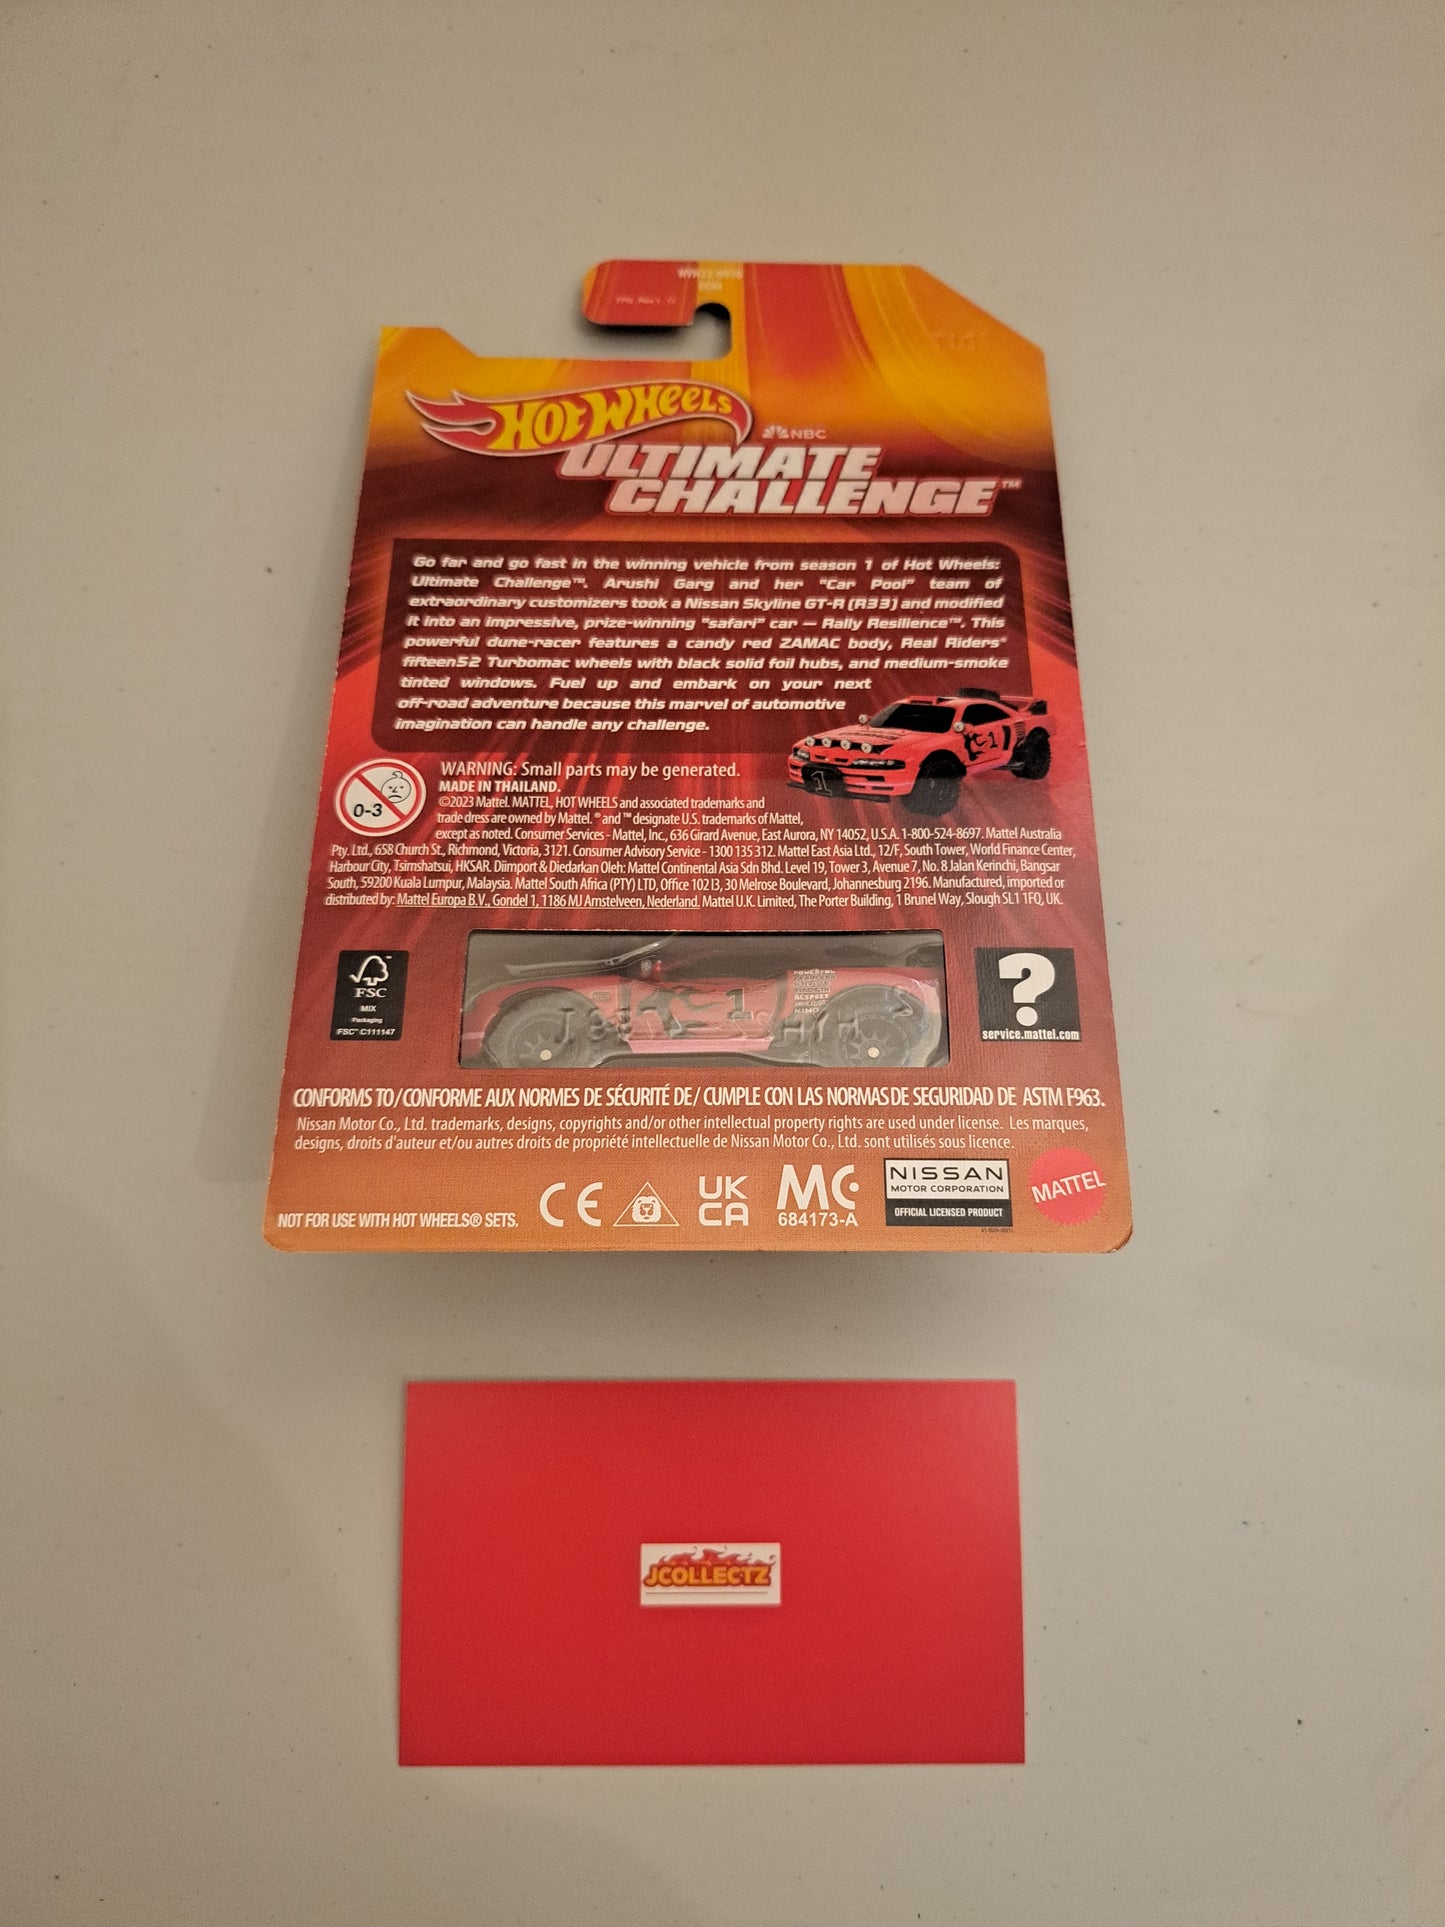 HOT WHEELS
NBC
ULTIMATE
CHALLENGE™
Go far and go fast in the winning vehicle from season 1 of Hot Wheels:
Ultimate Challenge™. Arushi Garg and her "Car Pool" team of
extraordinary customizers took a Nissan Skyline GT-R (R33) and modified
it into an impressive, prize-winning "safari" car — Rally Resilience™. This
powerful dune-racer features a candy red ZAMAC body, Real Riders®
fifteen52 Turbomac wheels with black solid foil hubs, and medium-smoke
tinted windows. Fuel up and embark on your next
off-road adventure because this marvel of automotive
imagination can handle any challenge.
1
1
0-3
WARNING: Small parts may be generated.
MADE IN THAILAND.
©2023 Mattel. MATTEL, HOT WHEELS and associated trademarks and
trade dress are owned by Mattel. ® and ™ designate U.S. trademarks of Mattel,
except as noted. Consumer Services - Mattel, Inc., 636 Girard Avenue, East Aurora, NY 14052, U.S.A. 1-800-524-8697. Mattel Australia
Pty. Ltd., 658 Church St., Richmond, Victoria, 3121. Consumer Advisory Service - 1300 135 312. Mattel East Asia Ltd., 12/F, South Tower, World Finance Center,
Harbour City, Tsimshatsui, HKSAR. Diimport & Diedarkan Oleh: Mattel Continental Asia Sdn Bhd. Level 19, Tower 3, Avenue 7, No. 8 Jalan Kerinchi, Bangsar
South, 59200 Kuala Lumpur, Malaysia. Mattel South Africa (PTY) LTD, Office 102 I3, 30 Melrose Boulevard, Johannesburg 2196. Manufactured, imported or
distributed by: Mattel Europa B.V., Gondel 1, 1186 MJ Amstelveen, Nederland. Mattel U.K. Limited, The Porter Building, 1 Brunel Way, Slough SL1 1FQ, UK.
FSC
MIX
Packaging
FSC™ C111147
POWERFUL
STRENGTH
RESPECT
KIND
1
?
service.mattel.com
CONFORMS TO/CONFORME AUX NORMES DE SÉCURITÉ DE/ CUMPLE CON LAS NORMAS DE SEGURIDAD DE ASTM F963.
Nissan Motor Co., Ltd. trademarks, designs, copyrights and/or other intellectual property rights are used under license. Les marques,
designs, droits d'auteur et/ou autres droits de propriété intellectuelle de Nissan Motor Co., Ltd. sont utilisés sous licence.
NOT FOR USE WITH HOT WHEELS® SETS.
CE
UK
CA
MC
684173-A
NISSAN
MOTOR CORPORATION
OFFICIAL LICENSED PRODUCT
MATTEL
JCOLLECTZ